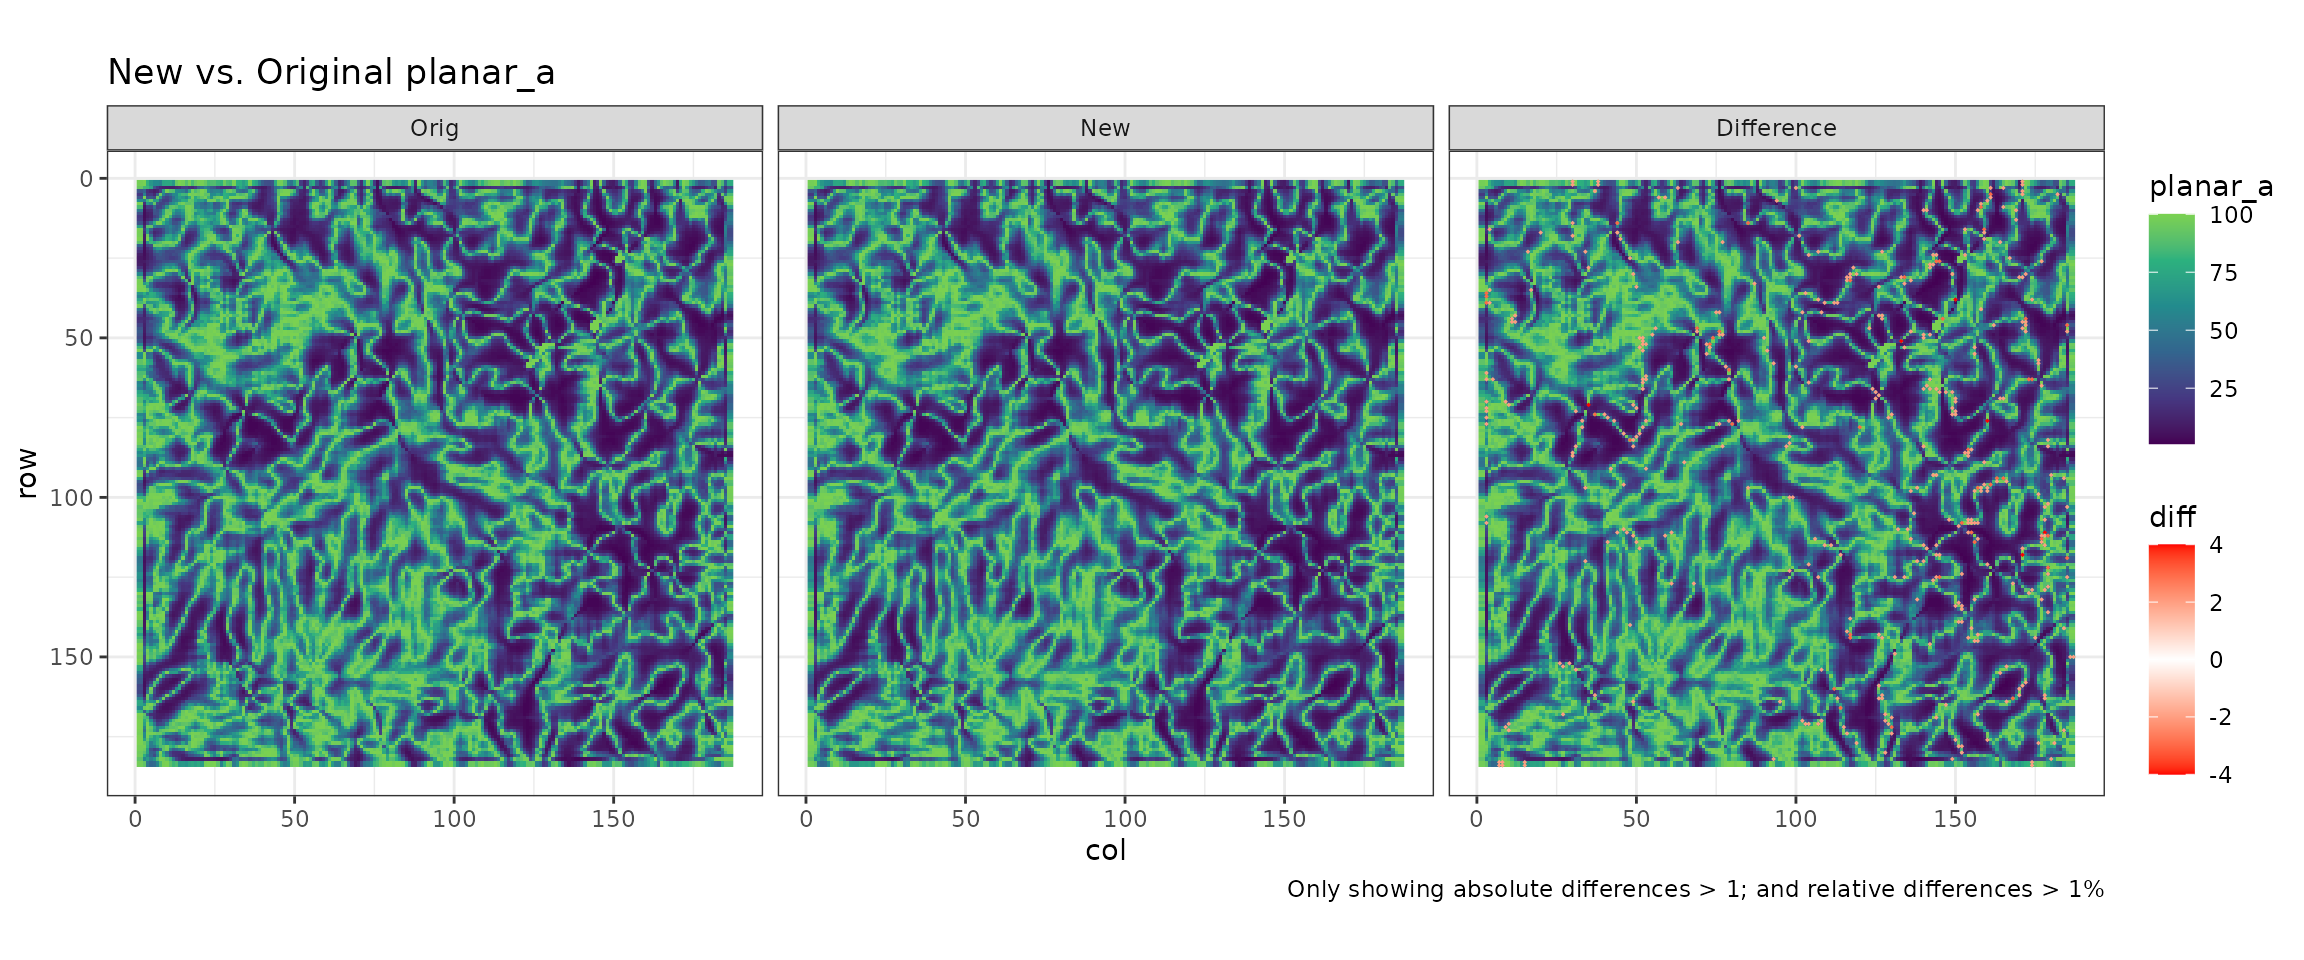 New vs. Original planar_a
Orig
New
Difference
row
0
50
100
150
0
50
100
150
0
50
100
150
0
50
100
150
col
planar_a
100
75
50
25
diff
4
2
0
-2
-4
Only showing absolute differences > 1; and relative differences > 1%